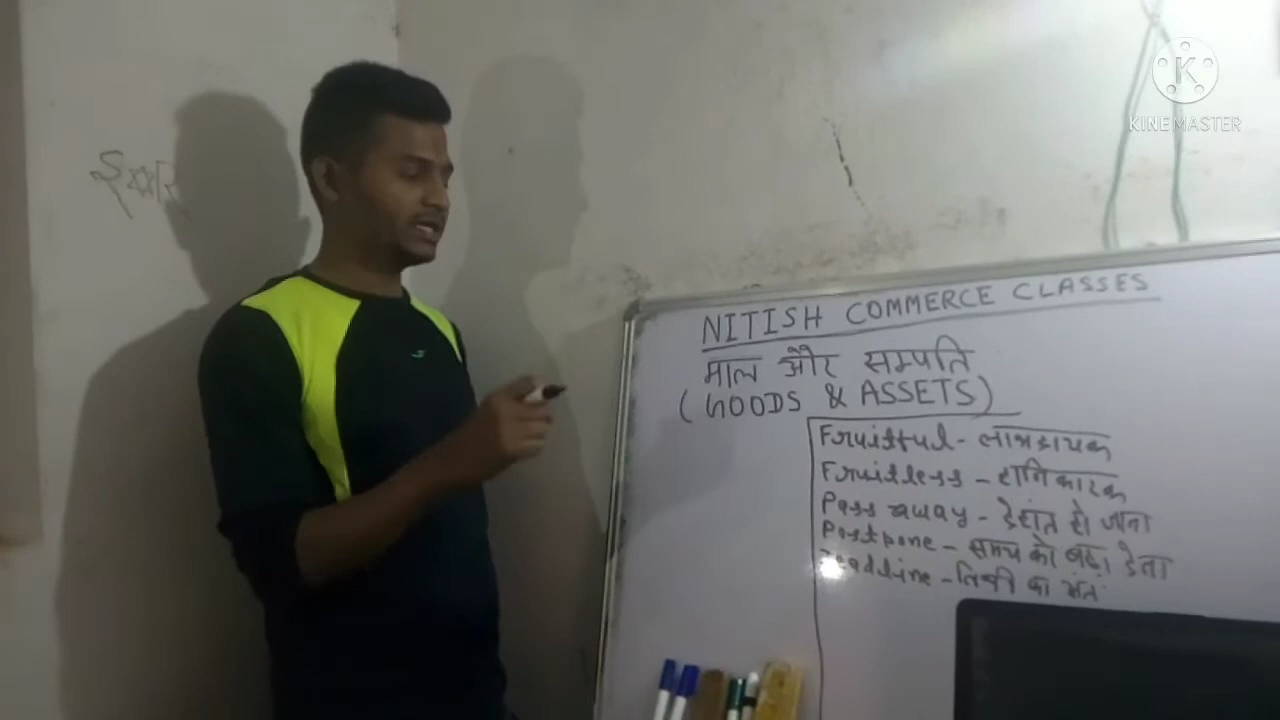 KINEMASTER
NITISH COMMERCE CLASSES
माल और सम्पति
(GOODS & ASSETS)
Fruitful - लाभदायक
Fruitless - हानिकारक
Pass away - देहांत हो जाना
Postpone - समय को बढ़ा देना
Deadline - तिथी का अंत